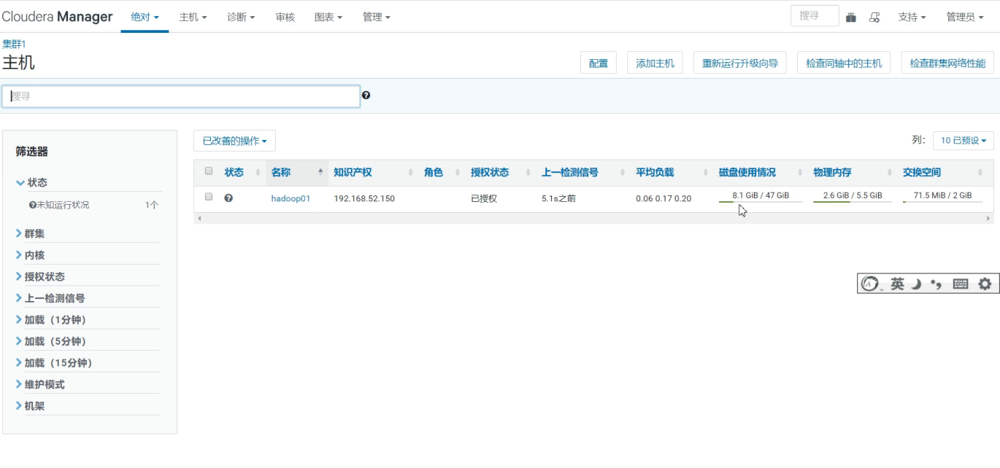 Cloudera Manager 绝对 主机 诊断 审核 图表 管理 搜寻 支持 管理员
集群1
主机
配置 添加主机 重新运行升级向导 检查同轴中的主机 检查群集网络性能
搜寻
筛选器
状态
未知运行状况 1个
群集
内核
授权状态
上一检测信号
加载（1分钟）
加载（5分钟）
加载（15分钟）
维护模式
机架
已改善的操作 列： 10 已预设
状态 名称 知识产权 角色 授权状态 上一检测信号 平均负载 磁盘使用情况 物理内存 交换空间
hadoop01 192.168.52.150 已授权 5.1s之前 0.06 0.17 0.20 8.1 GiB / 47 GiB 2.6 GiB / 5.5 GiB 71.5 MiB / 2 GiB
英